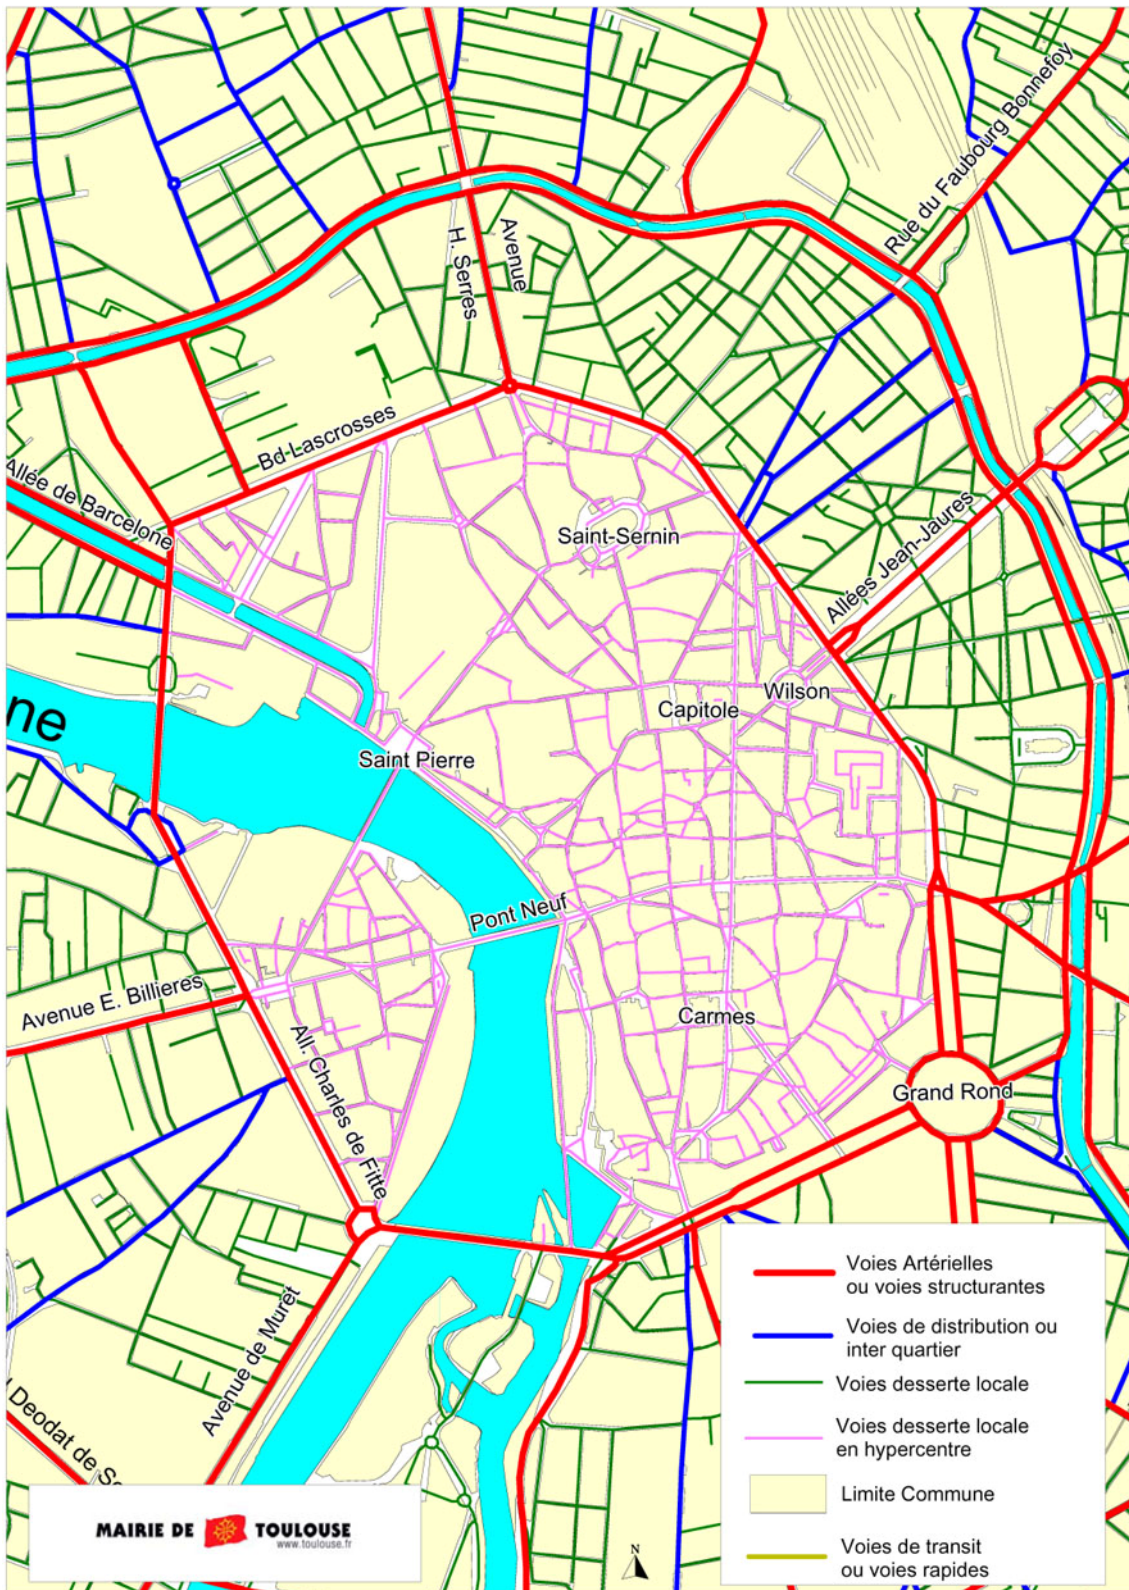 Rue du Faubourg Bonnefoy
Avenue
H. Serres
Bd Lascrosses
Allée de Barcelone
Saint-Sernin
Allées Jean-Jaures
Wilson
Capitole
ne
Saint Pierre
Pont Neuf
Avenue E. Billieres
Carmes
All. Charles de Fitte
Grand Rond
Avenue de Muret
Deodat de
Voies Artérielles
ou voies structurantes
Voies de distribution ou
inter quartier
Voies desserte locale
Voies desserte locale
en hypercentre
Limite Commune
Voies de transit
ou voies rapides
MAIRIE DE TOULOUSE
www.toulouse.fr
N